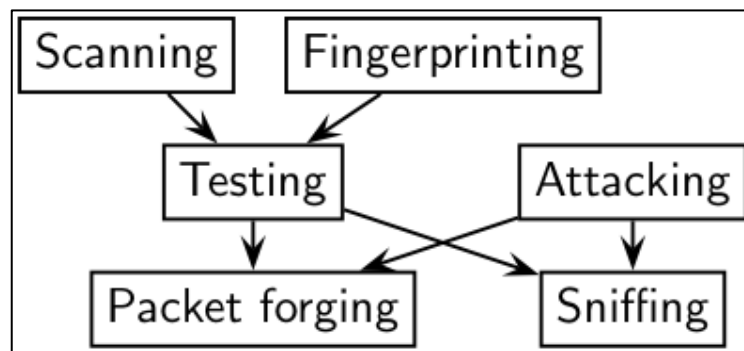 Scanning
Fingerprinting
Testing
Attacking
Packet forging
Sniffing